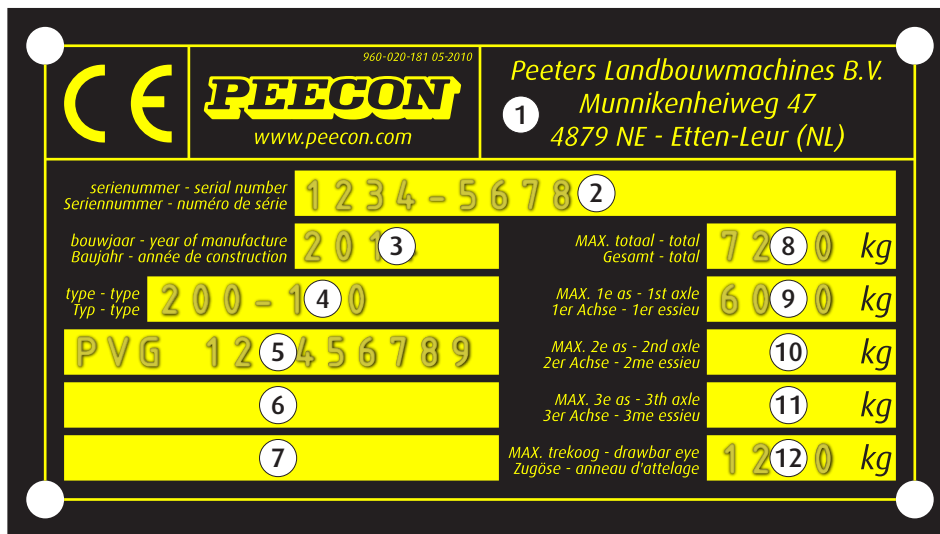 960-020-181 05-2010
CE
PEECON
www.peecon.com
1
Peeters Landbouwmachines B.V.
Munnikenheiweg 47
4879 NE - Etten-Leur (NL)
serienummer - serial number
Seriennummer - numéro de série
1234-5678
2
bouwjaar - year of manufacture
Baujahr - année de construction
3
type - type
Typ - type
4
PVG
5
6
7
MAX. totaal - total
Gesamt - total
8 kg
MAX. 1e as - 1st axle
1er Achse - 1er essieu
9 kg
MAX. 2e as - 2nd axle
2er Achse - 2me essieu
10 kg
MAX. 3e as - 3th axle
3er Achse - 3me essieu
11 kg
MAX. trekoog - drawbar eye
Zugöse - anneau d'attelage
12 kg